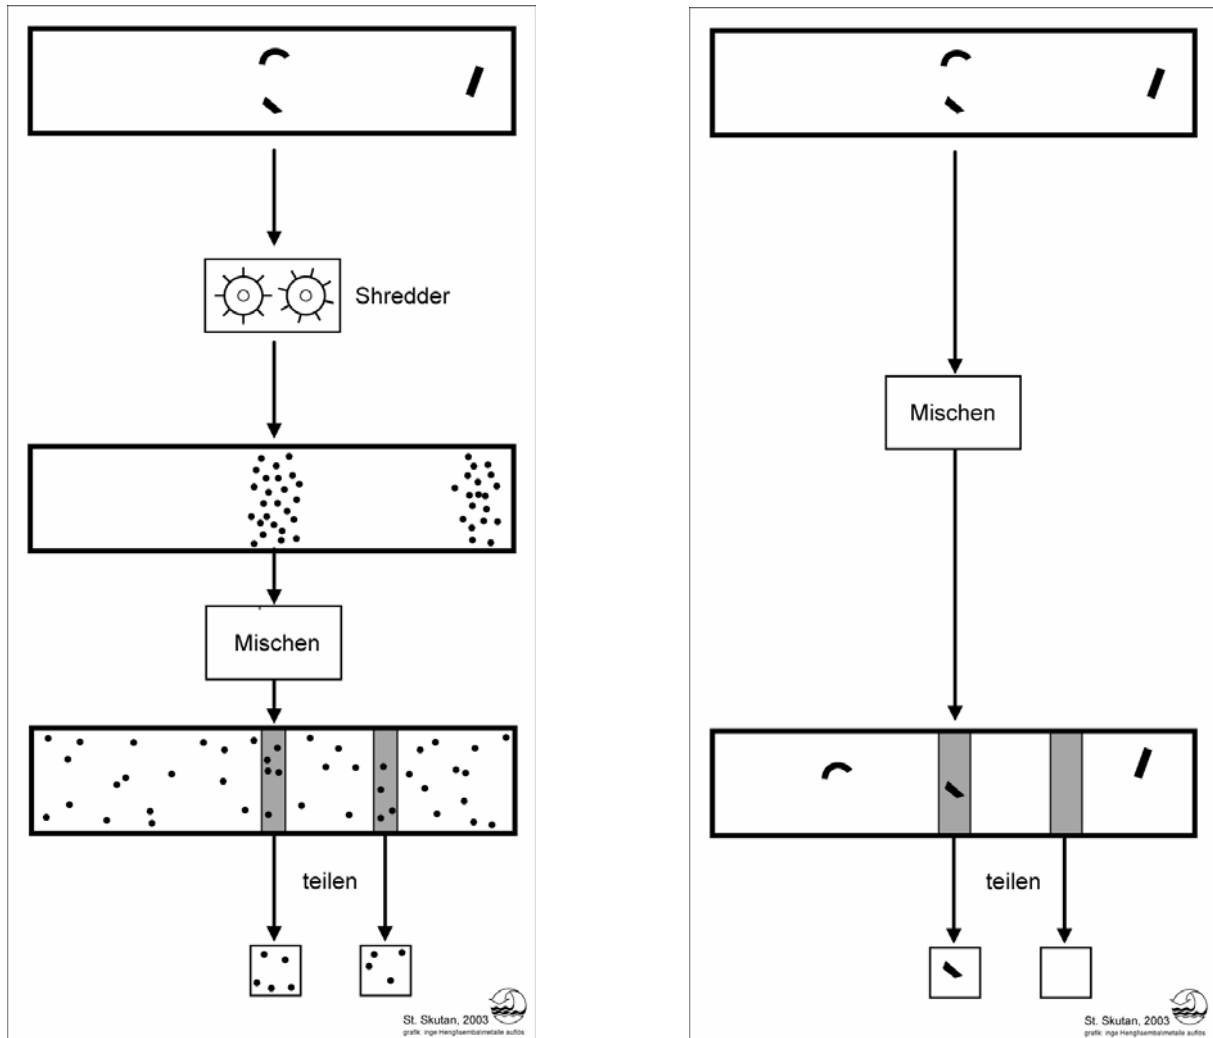 Shredder
Mischen
teilen
St. Skutan, 2003
Mischen
teilen
St. Skutan, 2003